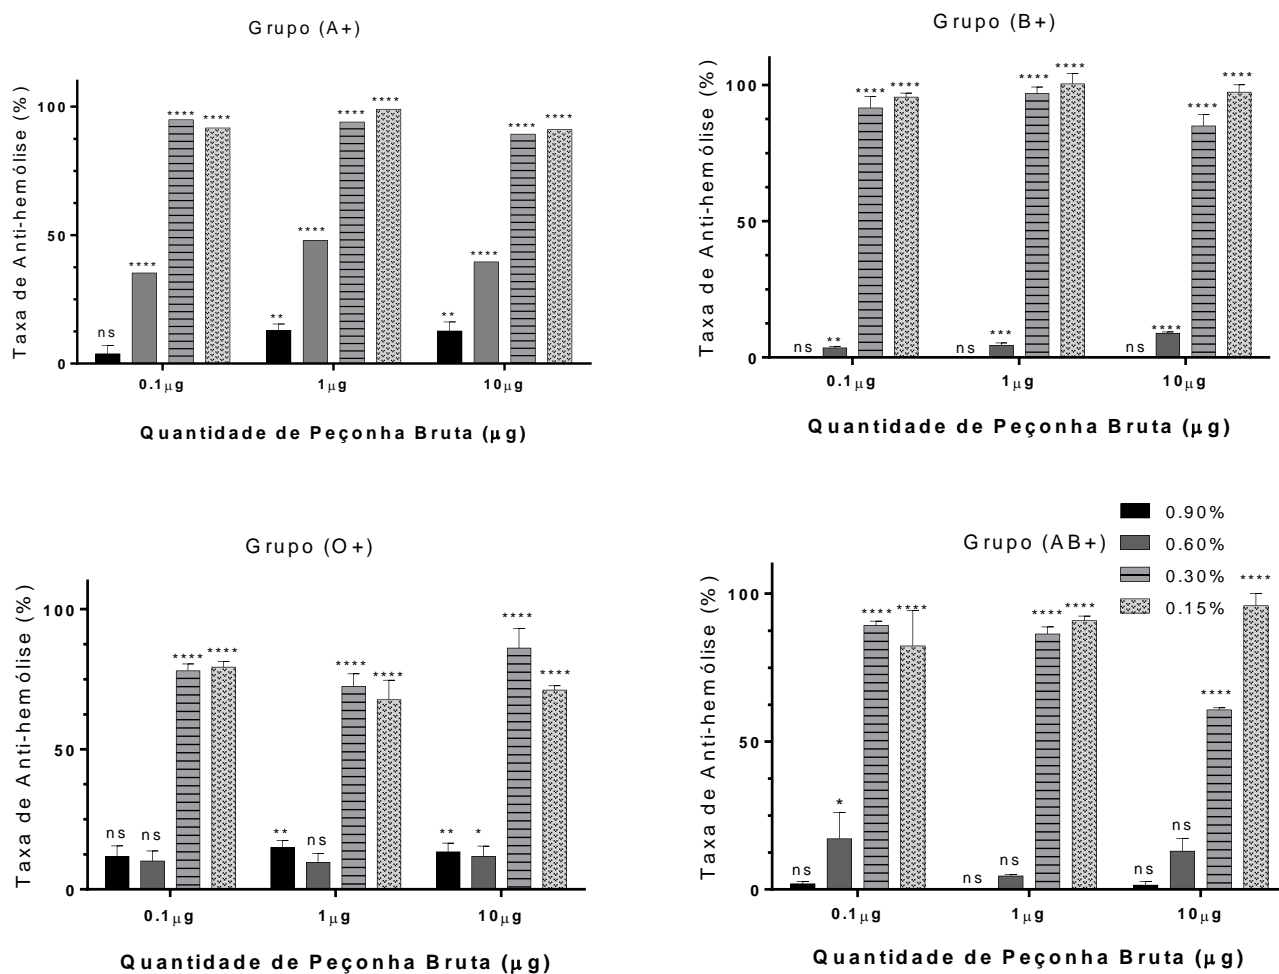 Grupo (A+)
Taxa de Anti-hemólise (%)
100
50
0
ns
****
****
****
**
****
****
****
**
****
****
****
0.1µg
1µg
10µg
Quantidade de Peçonha Bruta (µg)
Grupo (B+)
Taxa de Anti-hemólise (%)
100
50
0
ns
**
****
****
ns
***
****
****
ns
****
****
****
0.1µg
1µg
10µg
Quantidade de Peçonha Bruta (µg)
Grupo (O+)
Taxa de Anti-hemólise (%)
100
50
0
ns
ns
****
****
**
ns
****
****
**
*
****
****
0.1µg
1µg
10µg
Quantidade de Peçonha Bruta (µg)
Grupo (AB+)
0.90%
0.60%
0.30%
0.15%
Taxa de Anti-hemólise (%)
100
50
0
ns
*
****
****
ns
ns
****
****
ns
ns
****
****
0.1µg
1µg
10µg
Quantidade de Peçonha Bruta (µg)